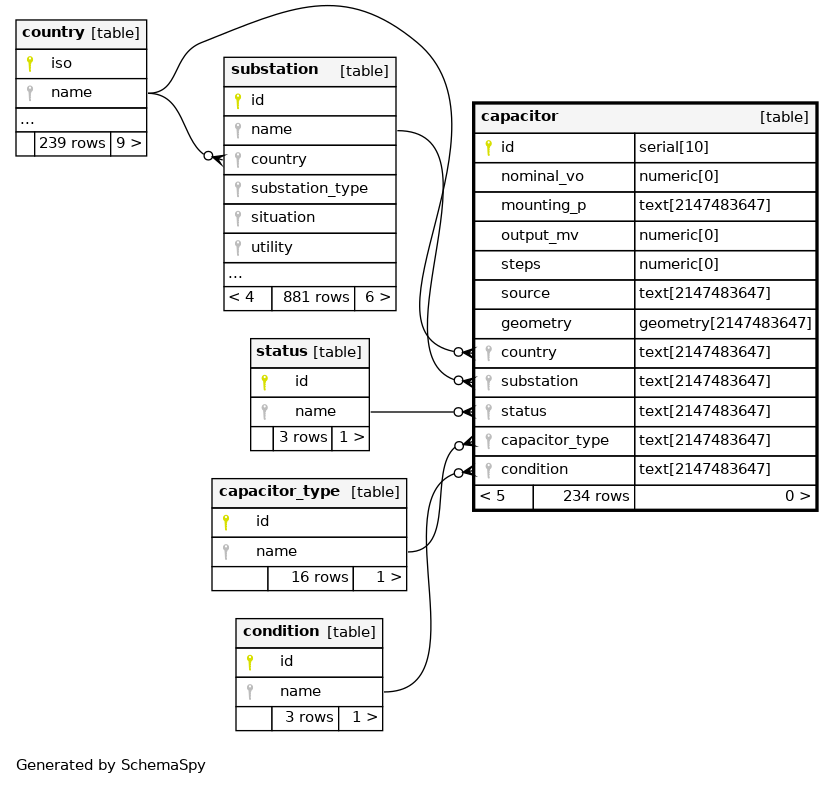 country [table]
iso
name
...
239 rows 9 >
substation [table]
id
name
country
substation_type
situation
utility
...
< 4 881 rows 6 >
capacitor [table]
id serial[10]
nominal_vo numeric[0]
mounting_p text[2147483647]
output_mv numeric[0]
steps numeric[0]
source text[2147483647]
geometry geometry[2147483647]
country text[2147483647]
substation text[2147483647]
status text[2147483647]
capacitor_type text[2147483647]
condition text[2147483647]
< 5 234 rows 0 >
status [table]
id
name
3 rows 1 >
capacitor_type [table]
id
name
16 rows 1 >
condition [table]
id
name
3 rows 1 >
Generated by SchemaSpy